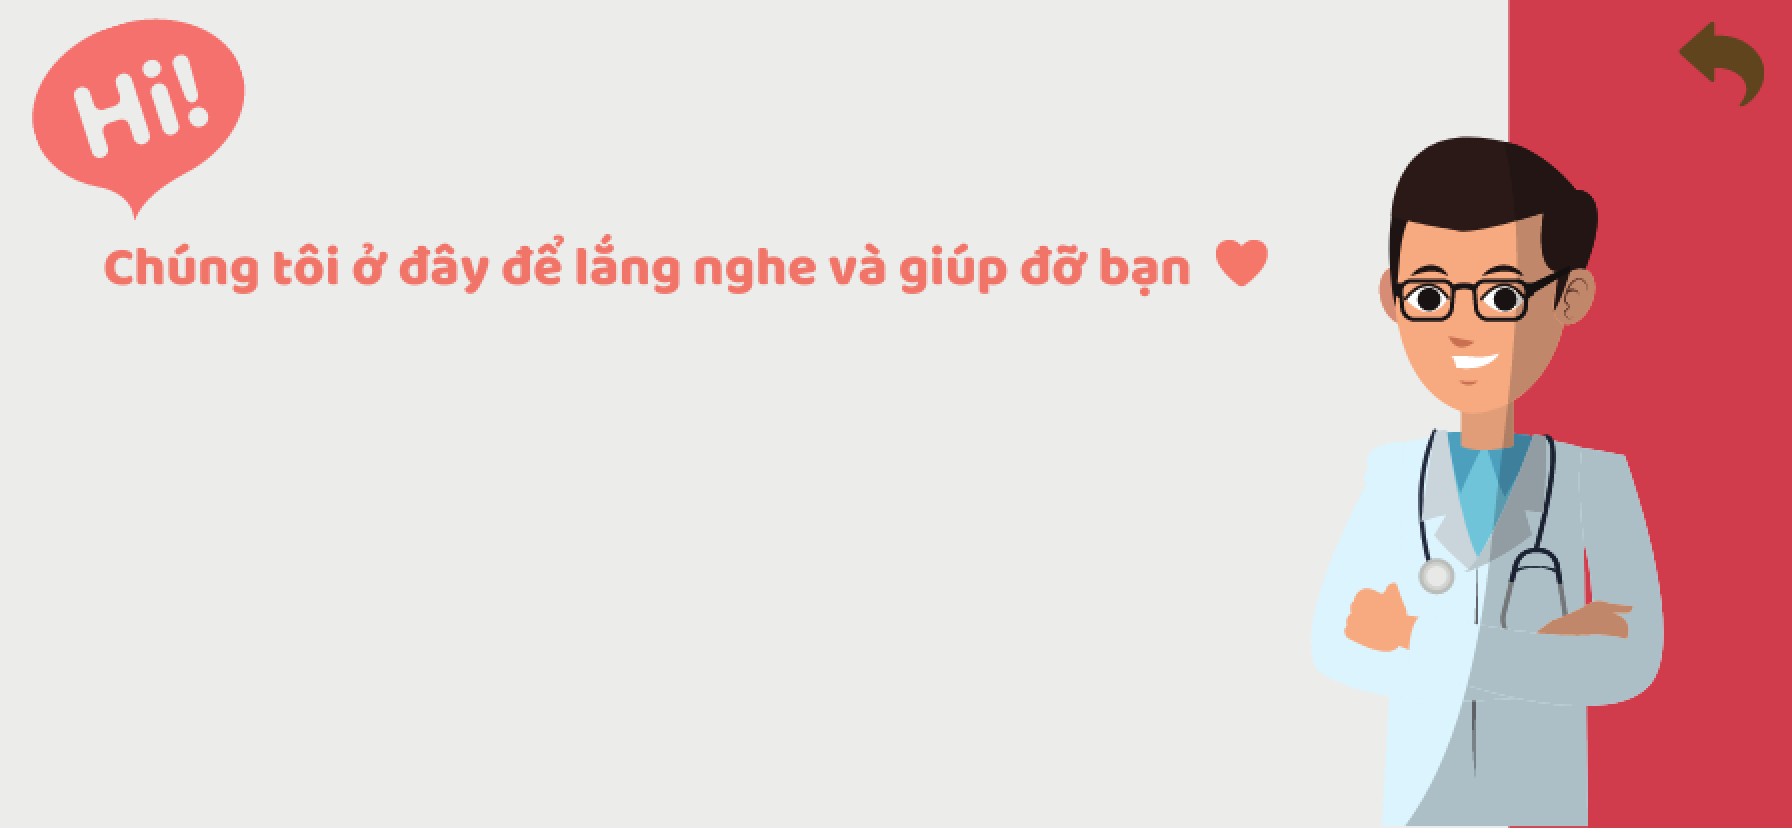 Hi!
Chúng tôi ở đây để lắng nghe và giúp đỡ bạn